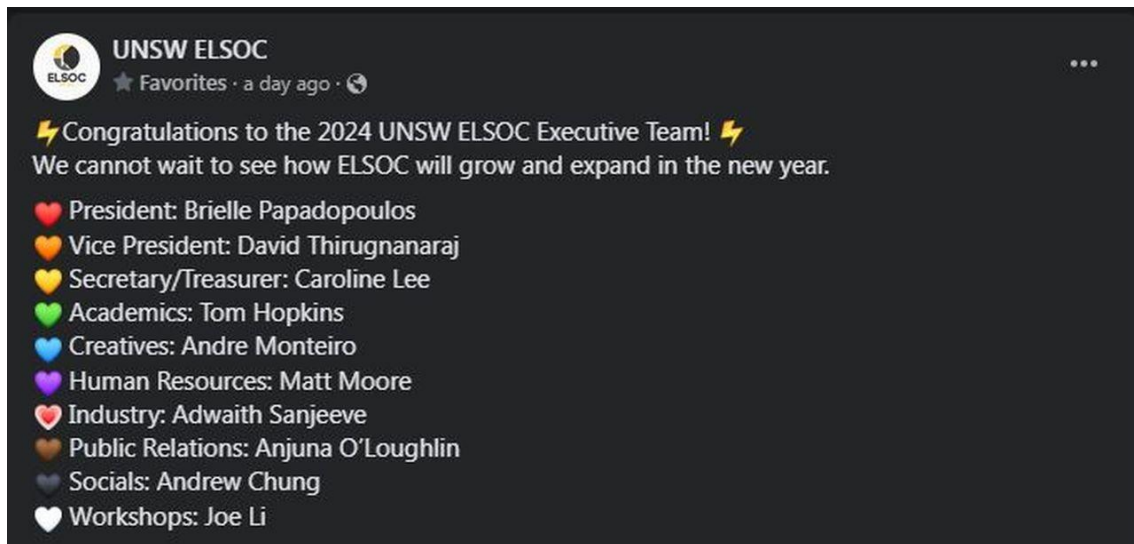 ELSOC
UNSW ELSOC
Favorites · a day ago ·
⚡Congratulations to the 2024 UNSW ELSOC Executive Team! ⚡
We cannot wait to see how ELSOC will grow and expand in the new year.
❤️ President: Brielle Papadopoulos
🧡 Vice President: David Thirugnanaraj
💛 Secretary/Treasurer: Caroline Lee
💚 Academics: Tom Hopkins
💙 Creatives: Andre Monteiro
💜 Human Resources: Matt Moore
💗 Industry: Adwaith Sanjeeve
🤎 Public Relations: Anjuna O'Loughlin
🖤 Socials: Andrew Chung
🤍 Workshops: Joe Li